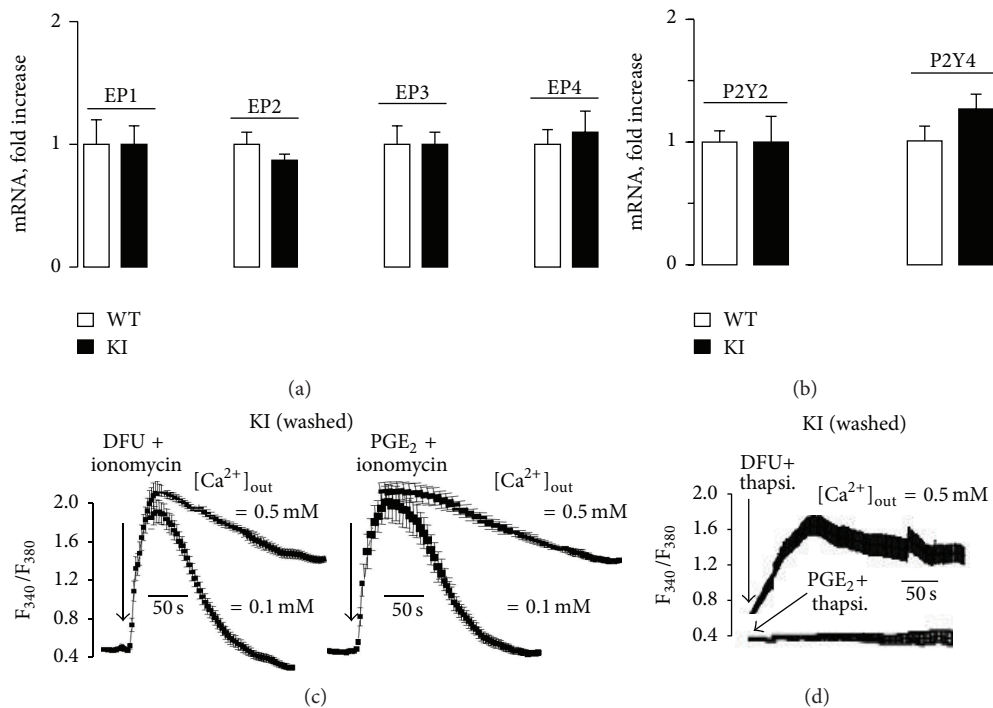 mRNA, fold increase
2
1
0
EP1
EP2
EP3
EP4
WT
KI
(a)
mRNA, fold increase
2
1
0
P2Y2
P2Y4
WT
KI
(b)
KI (washed)
DFU +
ionomycin
PGE₂ +
ionomycin
[Ca²⁺]out
= 0.5 mM
= 0.1 mM
[Ca²⁺]out
= 0.5 mM
= 0.1 mM
F₃₄₀/F₃₈₀
2.0
1.6
1.2
0.8
0.4
50 s
50 s
(c)
KI (washed)
DFU+
thapsi.
[Ca²⁺]out = 0.5 mM
PGE₂+
thapsi.
F₃₄₀/F₃₈₀
2.0
1.6
1.2
0.8
0.4
50 s
(d)